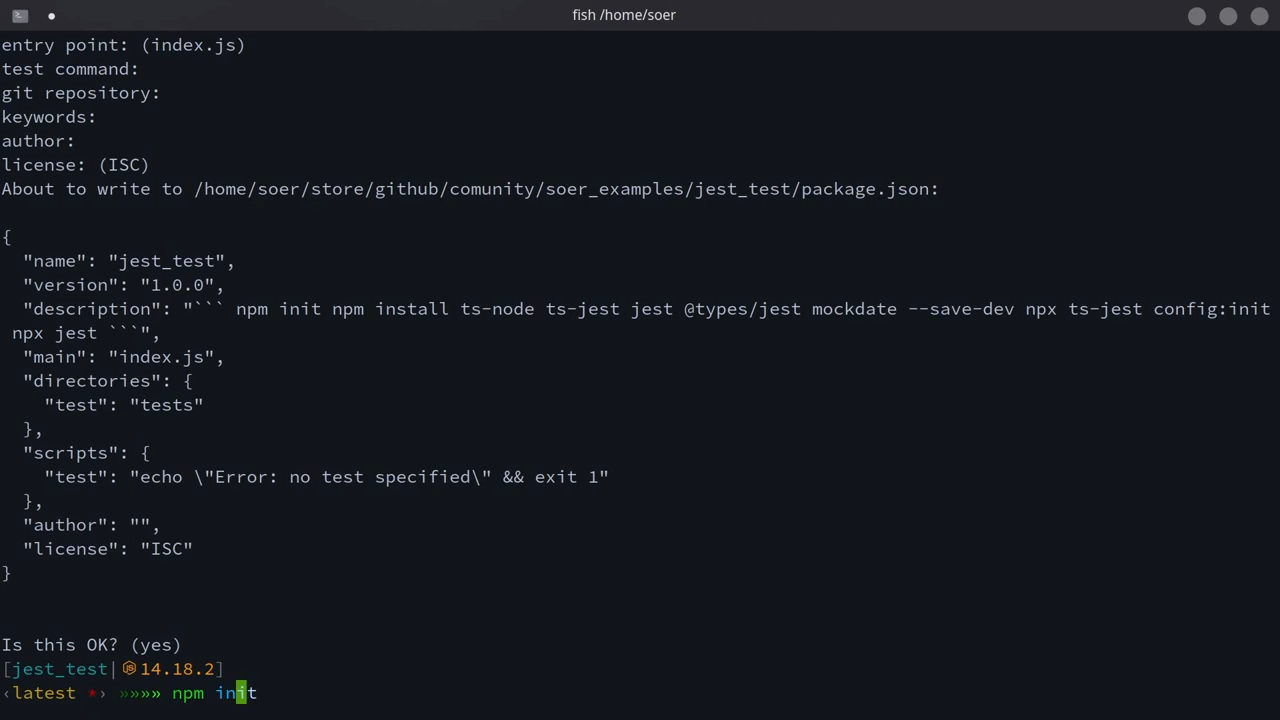 fish /home/soer
entry point: (index.js)
test command:
git repository:
keywords:
author:
license: (ISC)
About to write to /home/soer/store/github/comunity/soer_examples/jest_test/package.json:
{
  "name": "jest_test",
  "version": "1.0.0",
  "description": "``` npm init npm install ts-node ts-jest jest @types/jest mockdate --save-dev npx ts-jest config:init
 npx jest ```",
  "main": "index.js",
  "directories": {
    "test": "tests"
  },
  "scripts": {
    "test": "echo \"Error: no test specified\" && exit 1"
  },
  "author": "",
  "license": "ISC"
}
Is this OK? (yes)
[jest_test|14.18.2]
‹latest *› »»»» npm init